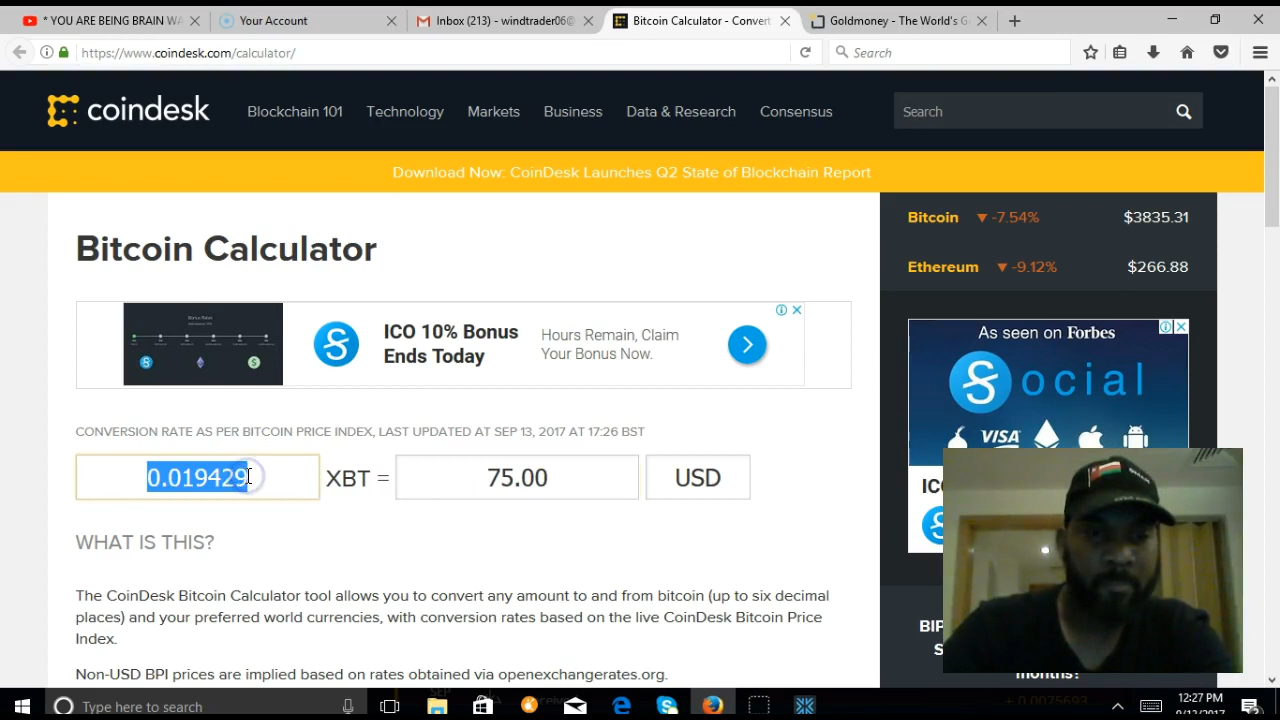 * YOU ARE BEING BRAIN WA
Your Account
Inbox (213) - windtrader06@
Bitcoin Calculator - Convert
Goldmoney - The World's G
https://www.coindesk.com/calculator/
Search
coindesk
Blockchain 101
Technology
Markets
Business
Data & Research
Consensus
Search
Download Now: CoinDesk Launches Q2 State of Blockchain Report
Bitcoin Calculator
Bitcoin -7.54% $3835.31
Ethereum -9.12% $266.88
ICO 10% Bonus
Ends Today
Hours Remain, Claim
Your Bonus Now.
As seen on Forbes
Social
VISA
CONVERSION RATE AS PER BITCOIN PRICE INDEX, LAST UPDATED AT SEP 13, 2017 AT 17:26 BST
0.019429 XBT = 75.00 USD
WHAT IS THIS?
The CoinDesk Bitcoin Calculator tool allows you to convert any amount to and from bitcoin (up to six decimal
places) and your preferred world currencies, with conversion rates based on the live CoinDesk Bitcoin Price
Index.
Non-USD BPI prices are implied based on rates obtained via openexchangerates.org.
months?
Type here to search
12:27 PM
9/13/2017